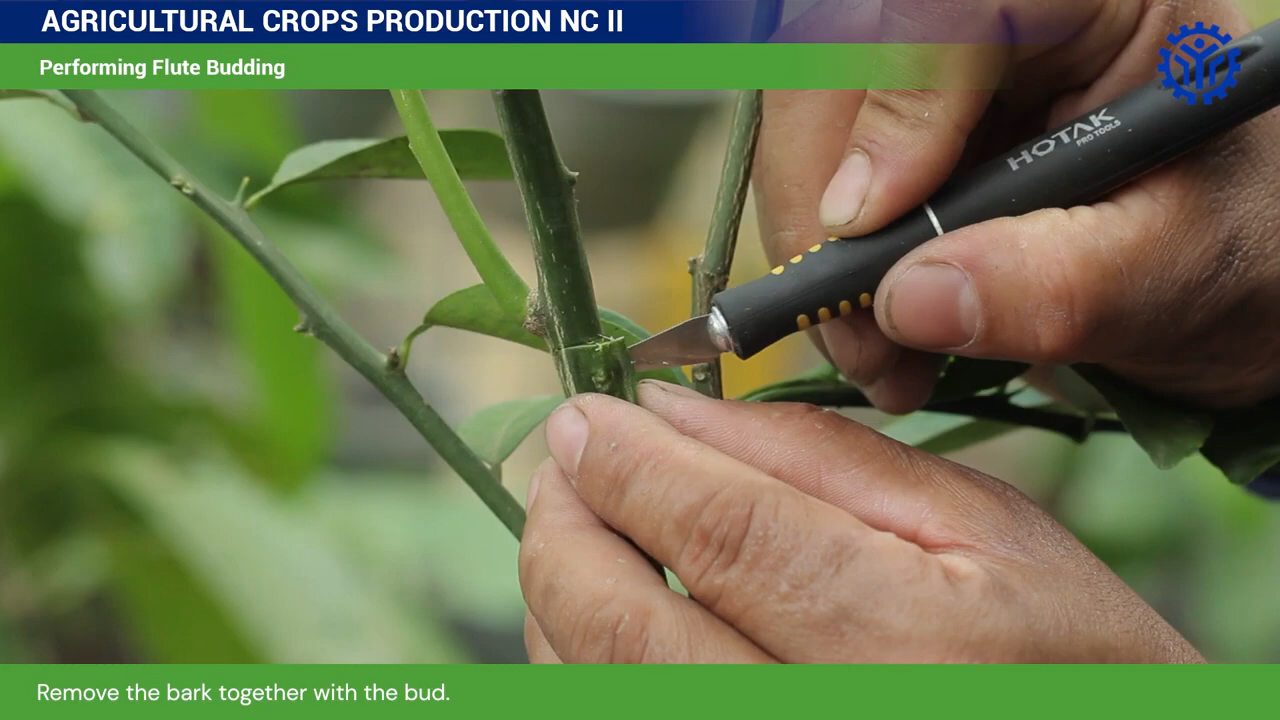 AGRICULTURAL CROPS PRODUCTION NC II
Performing Flute Budding
HOTAK
PRO TOOLS
Remove the bark together with the bud.